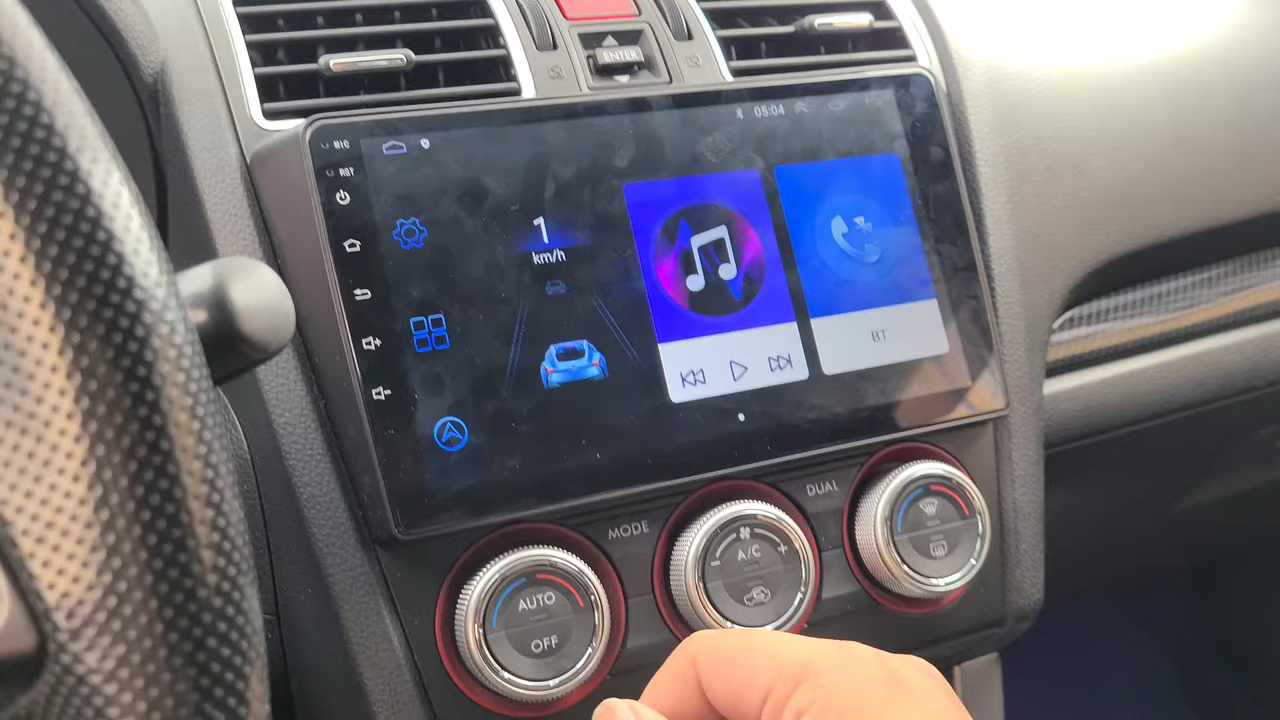 ENTER
05:04
MIC
RST
1
km/h
BT
MODE
DUAL
AUTO
OFF
A/C
- +